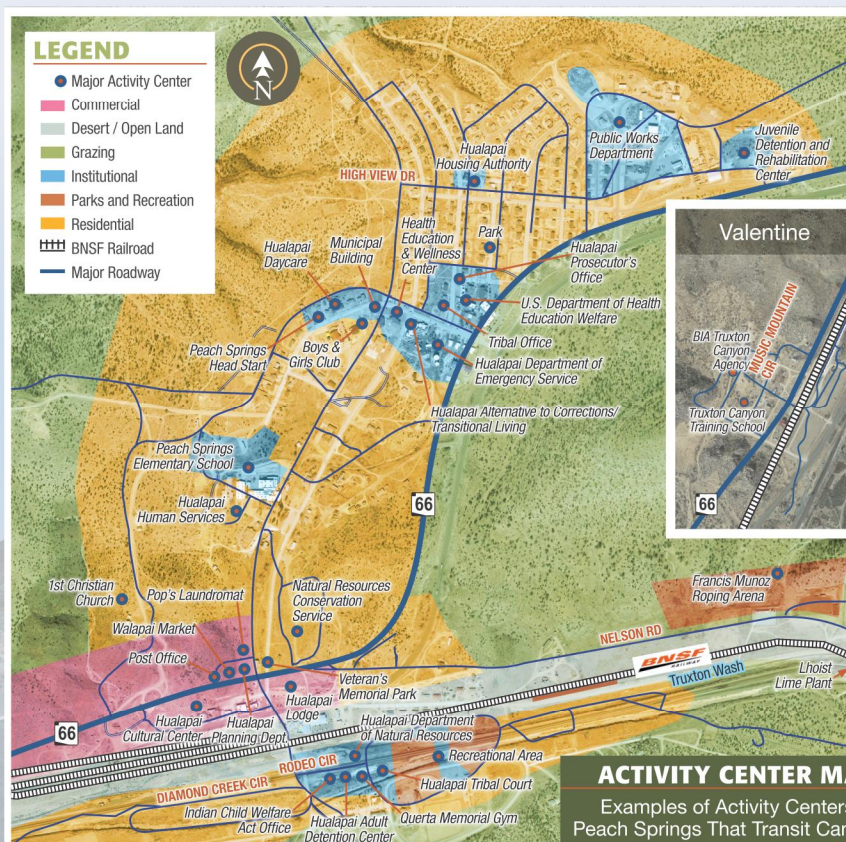 LEGEND
Major Activity Center
Commercial
Desert / Open Land
Grazing
Institutional
Parks and Recreation
Residential
BNSF Railroad
Major Roadway
N
HIGH VIEW DR
Hualapai
Housing Authority
Public Works
Department
Juvenile
Detention and
Rehabilitation
Center
Hualapai
Daycare
Municipal
Building
Health
Education
& Wellness
Center
Park
Hualapai
Prosecutor's
Office
U.S. Department of Health
Education Welfare
Tribal Office
Hualapai Department of
Emergency Service
Peach Springs
Head Start
Boys &
Girls Club
Hualapai Alternative to Corrections/
Transitional Living
Valentine
BIA Truxton
Canyon
Agency
MUSIC MOUNTAIN
CIR
Truxton Canyon
Training School
66
Peach Springs
Elementary School
Hualapai
Human Services
66
1st Christian
Church
Pop's Laundromat
Natural Resources
Conservation
Service
Walapai Market
Post Office
Francis Munoz
Roping Arena
NELSON RD
BNSF
RAILWAY
Truxton Wash
Lhoist
Lime Plant
Veteran's
Memorial Park
Hualapai
Lodge
66
Hualapai
Cultural Center
Hualapai
Planning Dept
Hualapai Department
of Natural Resources
RODEO CIR
Recreational Area
DIAMOND CREEK CIR
Hualapai Tribal Court
Indian Child Welfare
Act Office
Hualapai Adult
Detention Center
Querta Memorial Gym
ACTIVITY CENTER MA
Examples of Activity Centers
Peach Springs That Transit Can